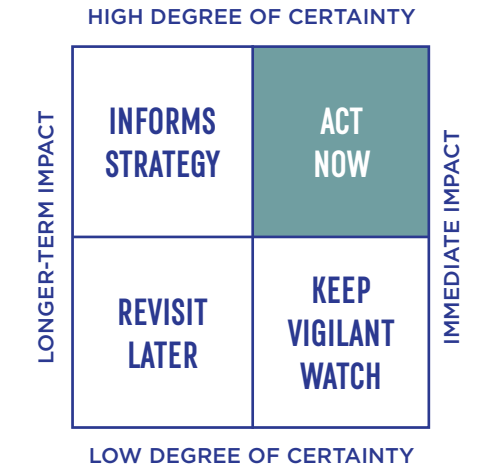 HIGH DEGREE OF CERTAINTY
LONGER-TERM IMPACT
INFORMS
STRATEGY
ACT
NOW
IMMEDIATE IMPACT
REVISIT
LATER
KEEP
VIGILANT
WATCH
LOW DEGREE OF CERTAINTY